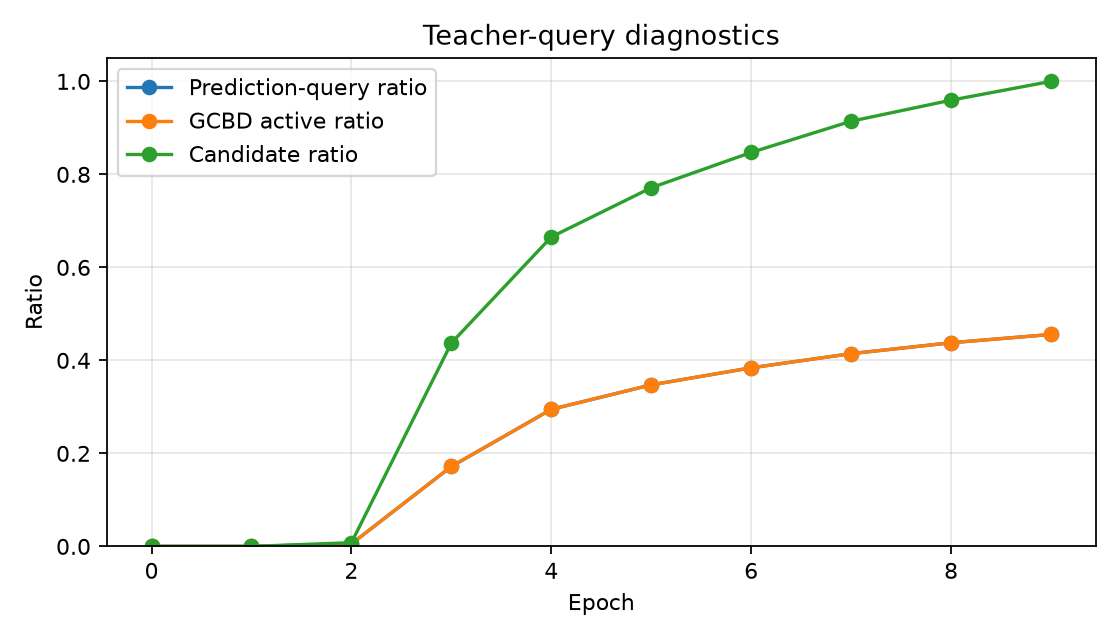 Teacher-query diagnostics
Prediction-query ratio
GCBD active ratio
Candidate ratio
1.0
0.8
0.6
0.4
0.2
0.0
Ratio
0 2 4 6 8
Epoch